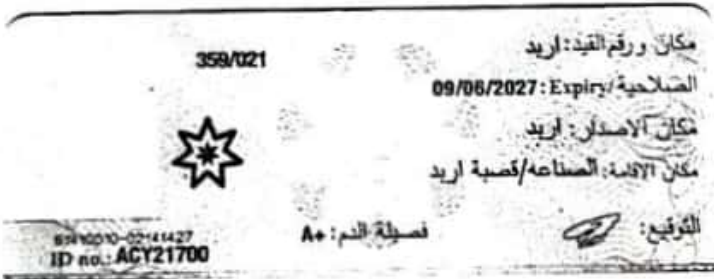 مكان ورقم القيد: اربد 359/021
الصلاحية/Expiry: 09/06/2027
مكان الاصدار: اربد
مكان الاقامة: الصناعه/قصبة اربد
التوقيع:
فصيلة الدم: A+
ID no.: ACY21700